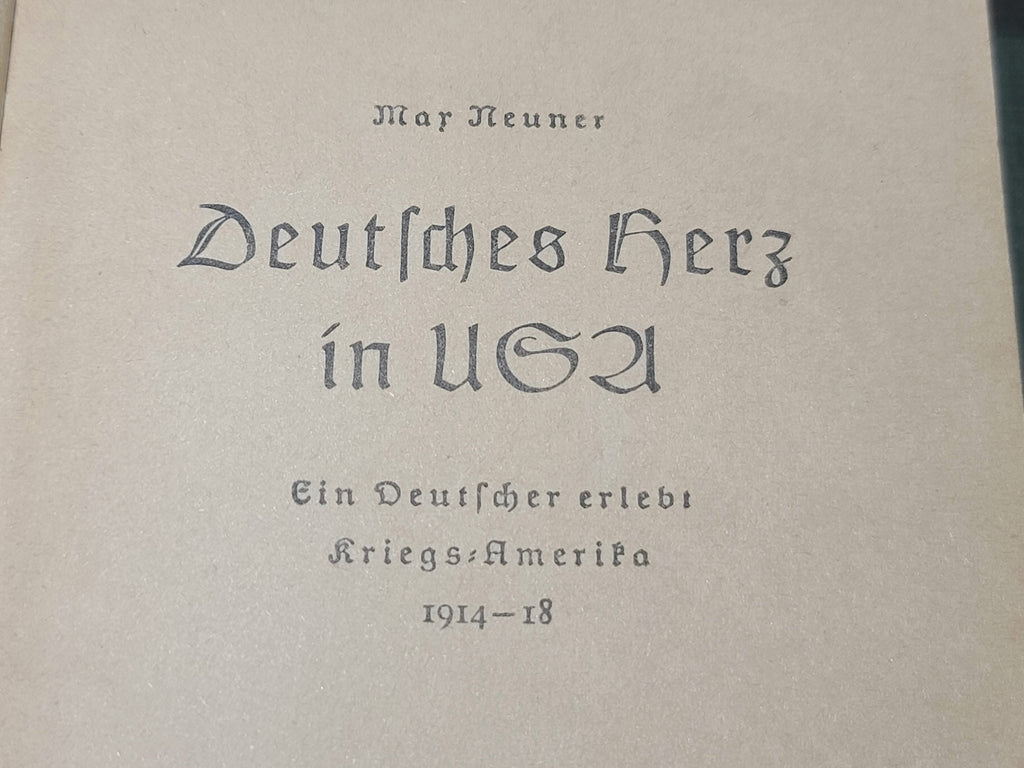 Max Neuner
Deutſches Herz
in USA
Ein Deutſcher erlebt
Kriegs⸗Amerika
1914—18